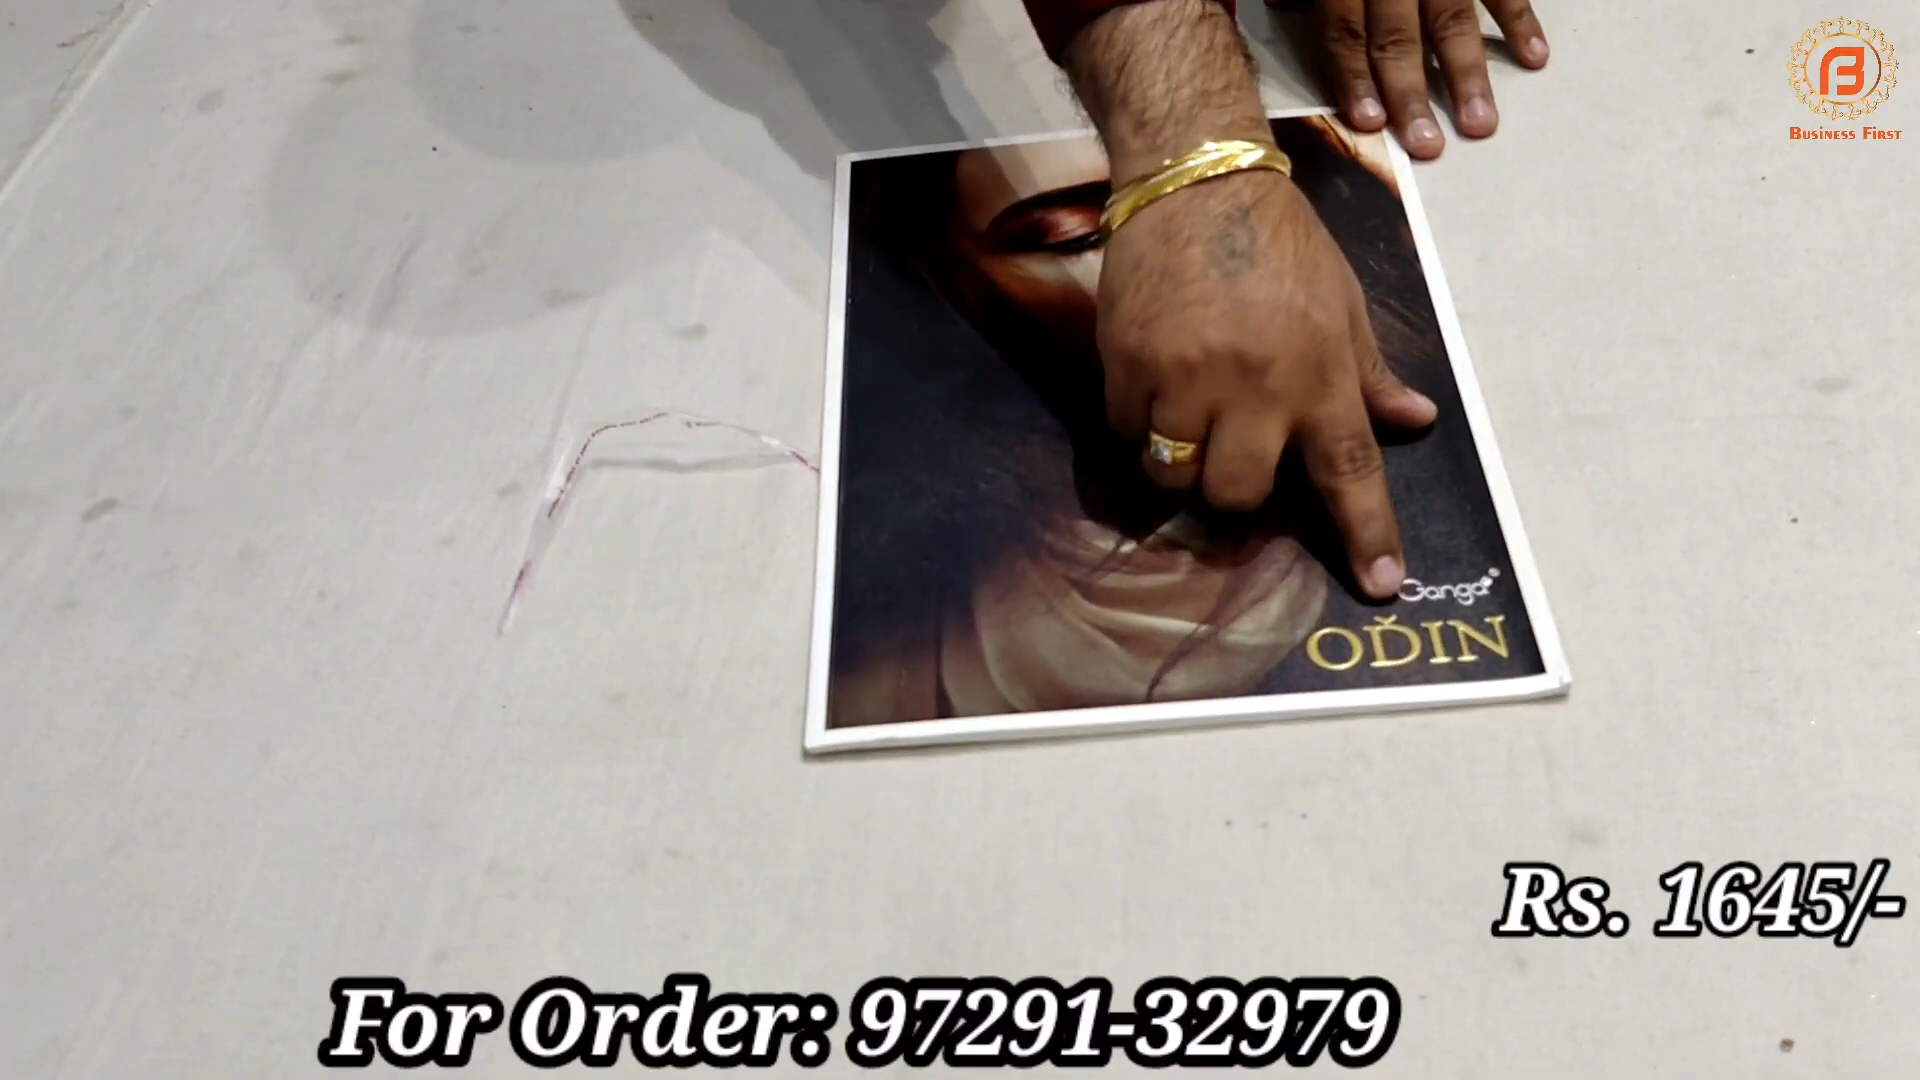 BUSINESS FIRST
Ganga
OĎIN
Rs. 1645/-
For Order: 97291-32979